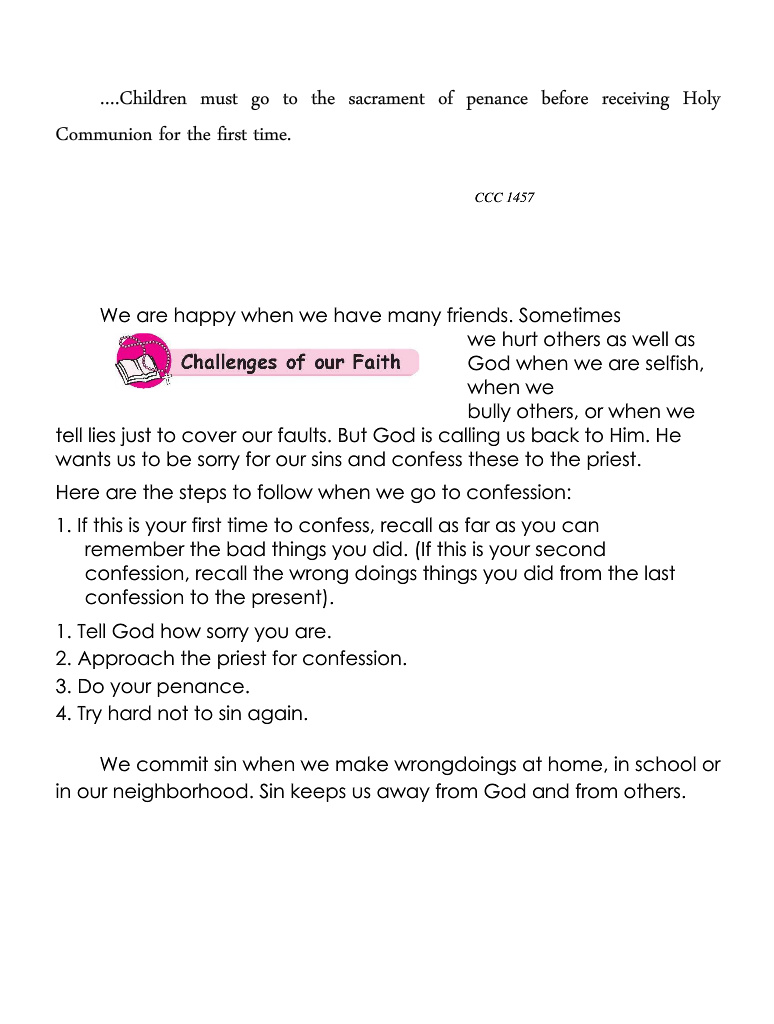 ....Children must go to the sacrament of penance before receiving Holy
Communion for the first time.
CCC 1457
We are happy when we have many friends. Sometimes
Challenges of our Faith
we hurt others as well as
God when we are selfish,
when we
bully others, or when we
tell lies just to cover our faults. But God is calling us back to Him. He
wants us to be sorry for our sins and confess these to the priest.
Here are the steps to follow when we go to confession:
1. If this is your first time to confess, recall as far as you can
remember the bad things you did. (If this is your second
confession, recall the wrong doings things you did from the last
confession to the present).
1. Tell God how sorry you are.
2. Approach the priest for confession.
3. Do your penance.
4. Try hard not to sin again.
We commit sin when we make wrongdoings at home, in school or
in our neighborhood. Sin keeps us away from God and from others.